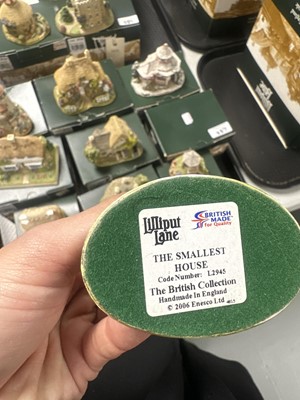 Lilliput
Lane
BRITISH
MADE
for Quality
THE SMALLEST
HOUSE
Code Number: L2945
The British Collection
Handmade In England
© 2006 Enesco Ltd